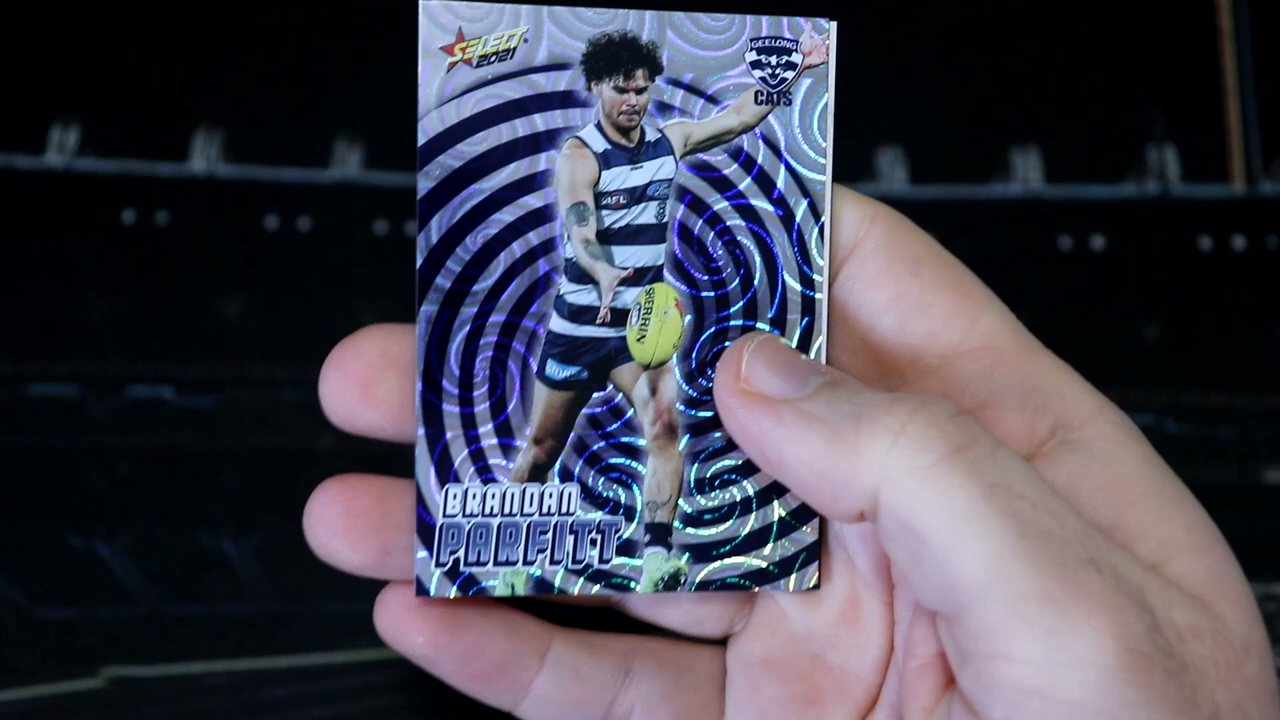 SELECT
2021
GEELONG
CATS
AFL
SHERRIN
BRANDAN
PARFITT